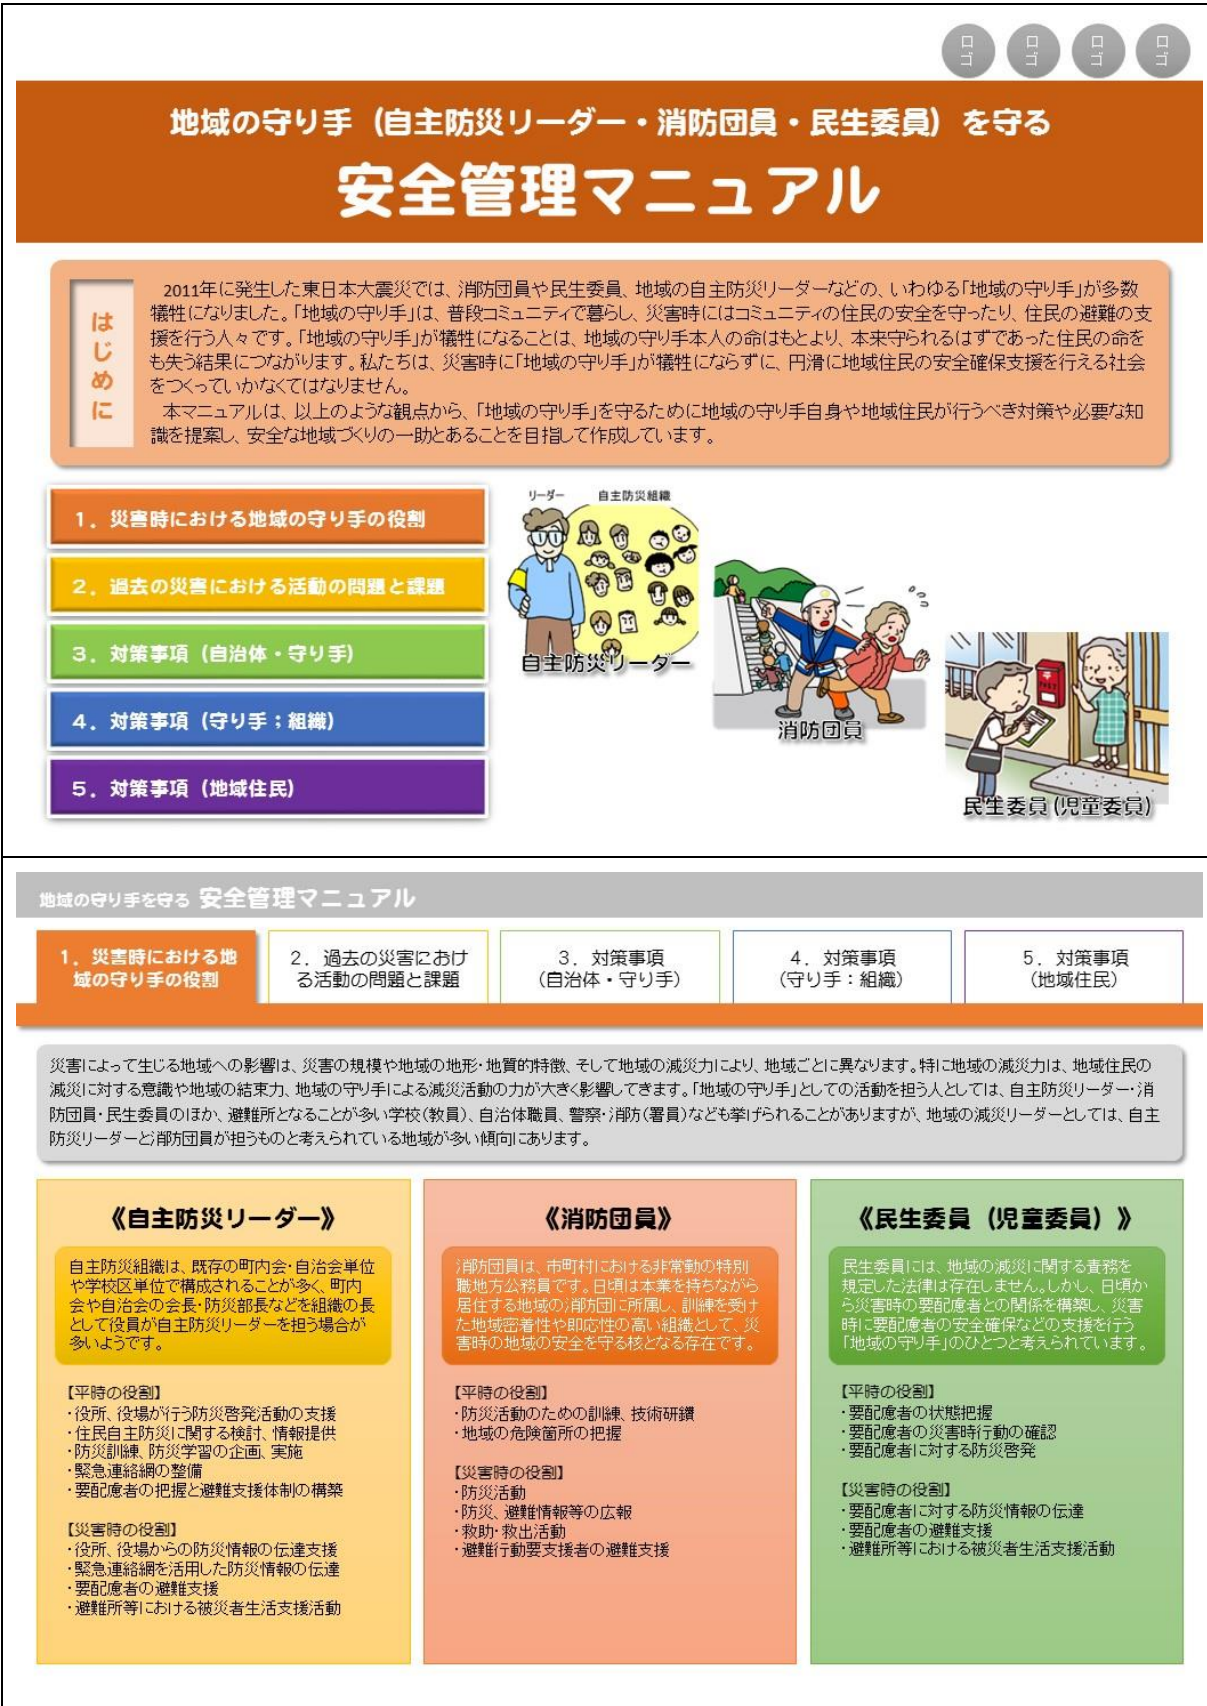 ロゴ ロゴ ロゴ ロゴ
地域の守り手（自主防災リーダー・消防団員・民生委員）を守る
安全管理マニュアル
はじめに
2011年に発生した東日本大震災では、消防団員や民生委員、地域の自主防災リーダーなどの、いわゆる「地域の守り手」が多数
犠牲になりました。「地域の守り手」は、普段コミュニティで暮らし、災害時にはコミュニティの住民の安全を守ったり、住民の避難の支
援を行う人々です。「地域の守り手」が犠牲になることは、地域の守り手本人の命はもとより、本来守られるはずであった住民の命を
も失う結果につながります。私たちは、災害時に「地域の守り手」が犠牲にならずに、円滑に地域住民の安全確保支援を行える社会
をつくっていかなくてはなりません。
本マニュアルは、以上のような観点から、「地域の守り手」を守るために地域の守り手自身や地域住民が行うべき対策や必要な知
識を提案し、安全な地域づくりの一助とあることを目指して作成しています。
1．災害時における地域の守り手の役割
2．過去の災害における活動の問題と課題
3．対策事項（自治体・守り手）
4．対策事項（守り手；組織）
5．対策事項（地域住民）
リーダー 自主防災組織
自主防災リーダー
消防団員
民生委員(児童委員)
地域の守り手を守る 安全管理マニュアル
1．災害時における地
域の守り手の役割
2．過去の災害におけ
る活動の問題と課題
3．対策事項
（自治体・守り手）
4．対策事項
（守り手：組織）
5．対策事項
（地域住民）
災害によって生じる地域への影響は、災害の規模や地域の地形・地質的特徴、そして地域の減災力により、地域ごとに異なります。特に地域の減災力は、地域住民の
減災に対する意識や地域の結束力、地域の守り手による減災活動の力が大きく影響してきます。「地域の守り手」としての活動を担う人としては、自主防災リーダー・消
防団員・民生委員のほか、避難所となることが多い学校（教員）、自治体職員、警察・消防（署員）なども挙げられることがありますが、地域の減災リーダーとしては、自主
防災リーダーと消防団員が担うものと考えられている地域が多い傾向にあります。
《自主防災リーダー》
自主防災組織は、既存の町内会・自治会単位
や学校区単位で構成されることが多く、町内
会や自治会の会長・防災部長などを組織の長
として役員が自主防災リーダーを担う場合が
多いようです。
【平時の役割】
・役所、役場が行う防災啓発活動の支援
・住民自主防災に関する検討、情報提供
・防災訓練、防災学習の企画、実施
・緊急連絡網の整備
・要配慮者の把握と避難支援体制の構築
【災害時の役割】
・役所、役場からの防災情報の伝達支援
・緊急連絡網を活用した防災情報の伝達
・要配慮者の避難支援
・避難所等における被災者生活支援活動
《消防団員》
消防団員は、市町村における非常勤の特別
職地方公務員です。日頃は本業を持ちながら
居住する地域の消防団に所属し、訓練を受け
た地域密着性や即応性の高い組織として、災
害時の地域の安全を守る核となる存在です。
【平時の役割】
・防災活動のための訓練、技術研鑽
・地域の危険箇所の把握
【災害時の役割】
・防災活動
・防災、避難情報等の広報
・救助・救出活動
・避難行動要支援者の避難支援
《民生委員（児童委員）》
民生委員には、地域の減災に関する責務を
規定した法律は存在しません。しかし、日頃か
ら災害時の要配慮者との関係を構築し、災害
時に要配慮者の安全確保などの支援を行う
「地域の守り手」のひとつと考えられています。
【平時の役割】
・要配慮者の状態把握
・要配慮者の災害時行動の確認
・要配慮者に対する防災啓発
【災害時の役割】
・要配慮者に対する防災情報の伝達
・要配慮者の避難支援
・避難所等における被災者生活支援活動